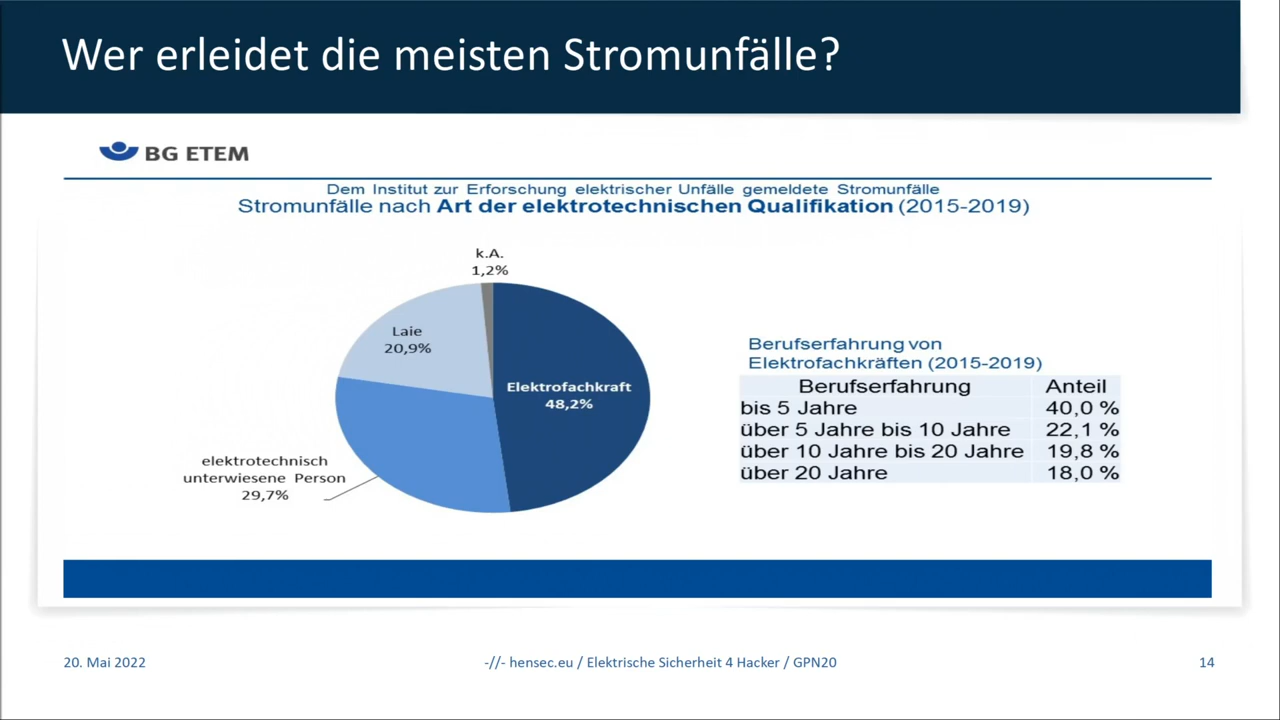 Wer erleidet die meisten Stromunfälle?
BG ETEM
Dem Institut zur Erforschung elektrischer Unfälle gemeldete Stromunfälle
Stromunfälle nach Art der elektrotechnischen Qualifikation (2015-2019)
k.A.
1,2%
Laie
20,9%
Elektrofachkraft
48,2%
elektrotechnisch
unterwiesene Person
29,7%
Berufserfahrung von
Elektrofachkräften (2015-2019)
Berufserfahrung Anteil
bis 5 Jahre 40,0 %
über 5 Jahre bis 10 Jahre 22,1 %
über 10 Jahre bis 20 Jahre 19,8 %
über 20 Jahre 18,0 %
20. Mai 2022 -//- hensec.eu / Elektrische Sicherheit 4 Hacker / GPN20 14